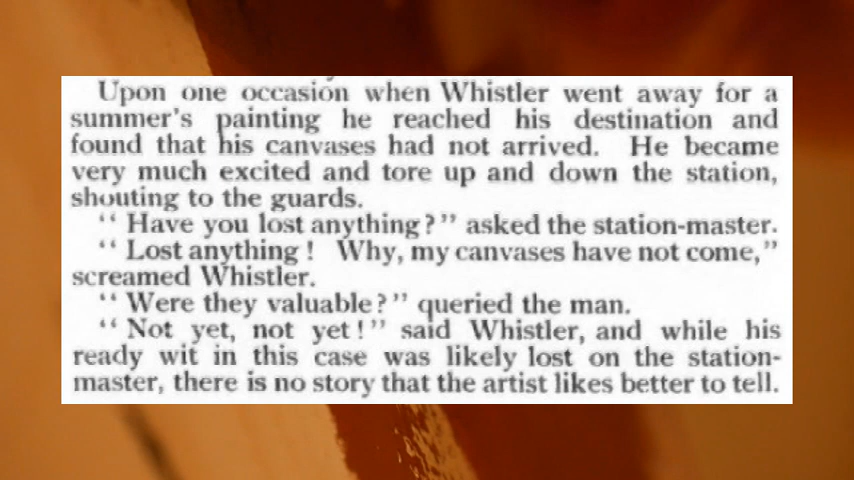 Upon one occasion when Whistler went away for a
summer's painting he reached his destination and
found that his canvases had not arrived. He became
very much excited and tore up and down the station,
shouting to the guards.
“ Have you lost anything?” asked the station-master.
“ Lost anything! Why, my canvases have not come,”
screamed Whistler.
“ Were they valuable?” queried the man.
“ Not yet, not yet!” said Whistler, and while his
ready wit in this case was likely lost on the station-
master, there is no story that the artist likes better to tell.